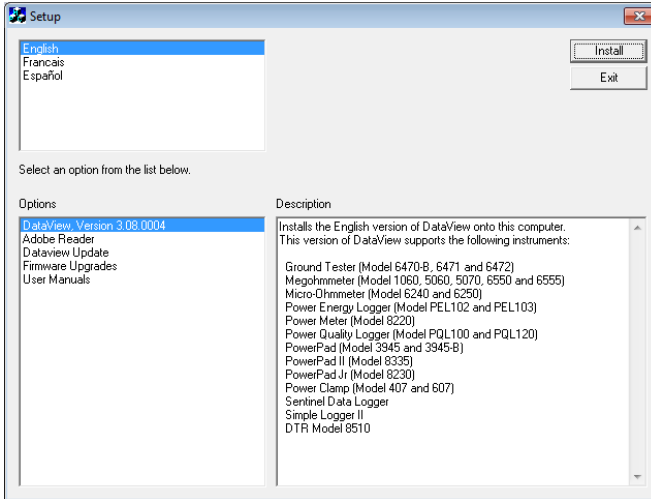 Setup
English
Francais
Español
Install
Exit
Select an option from the list below.
Options
DataView, Version 3.08.0004
Adobe Reader
Dataview Update
Firmware Upgrades
User Manuals
Description
Installs the English version of DataView onto this computer.
This version of DataView supports the following instruments:
Ground Tester (Model 6470-B, 6471 and 6472)
Megohmmeter (Model 1060, 5060, 5070, 6550 and 6555)
Micro-Ohmmeter (Model 6240 and 6250)
Power Energy Logger (Model PEL102 and PEL103)
Power Meter (Model 8220)
Power Quality Logger (Model PQL100 and PQL120)
PowerPad (Model 3945 and 3945-B)
PowerPad II (Model 8335)
PowerPad Jr (Model 8230)
Power Clamp (Model 407 and 607)
Sentinel Data Logger
Simple Logger II
DTR Model 8510